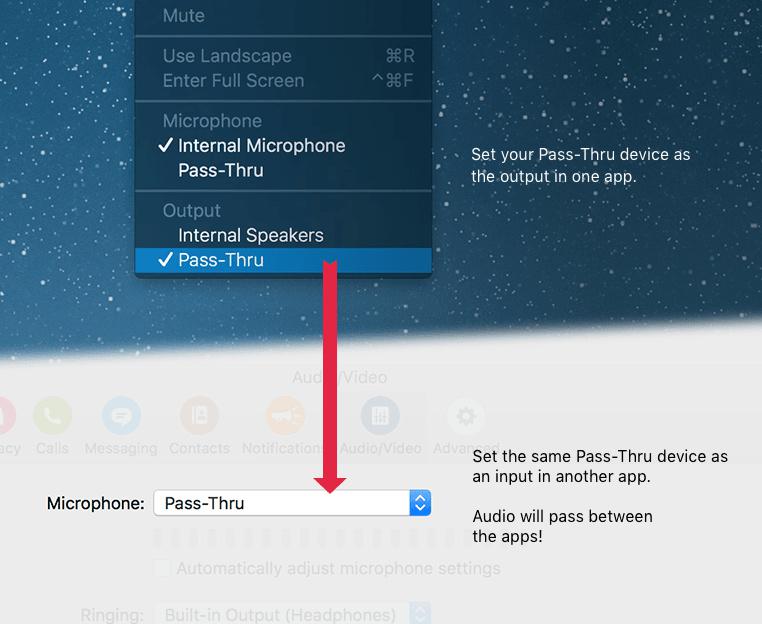 Mute
Use Landscape ⌘R
Enter Full Screen ^⌘F
Microphone
✓ Internal Microphone
Pass-Thru
Output
Internal Speakers
✓ Pass-Thru
Set your Pass-Thru device as
the output in one app.
Audio/Video
acy Calls Messaging Contacts Notifications Audio/Video Advanced
Set the same Pass-Thru device as
an input in another app.
Microphone: Pass-Thru
Audio will pass between
the apps!
Automatically adjust microphone settings
Ringing: Built-in Output (Headphones)